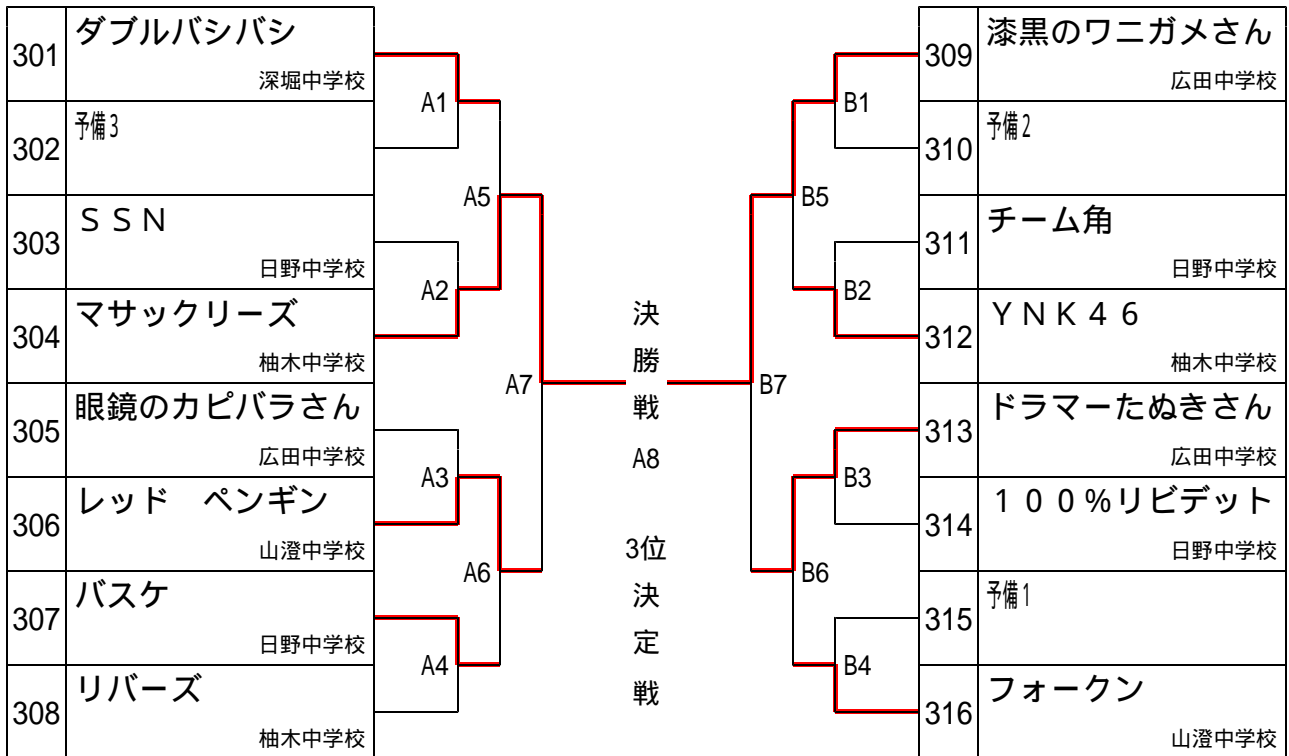 301
ダブルバシバシ
深堀中学校
302
予備3
303
ＳＳＮ
日野中学校
304
マサックリーズ
柚木中学校
305
眼鏡のカピバラさん
広田中学校
306
レッド　ペンギン
山澄中学校
307
バスケ
日野中学校
308
リバーズ
柚木中学校
A1
A2
A3
A4
A5
A6
A7
決
勝
戦
A8
3位
決
定
戦
B7
B5
B6
B1
B2
B3
B4
309
漆黒のワニガメさん
広田中学校
310
予備2
311
チーム角
日野中学校
312
ＹＮＫ４６
柚木中学校
313
ドラマーたぬきさん
広田中学校
314
１００％リビデット
日野中学校
315
予備1
316
フォークン
山澄中学校